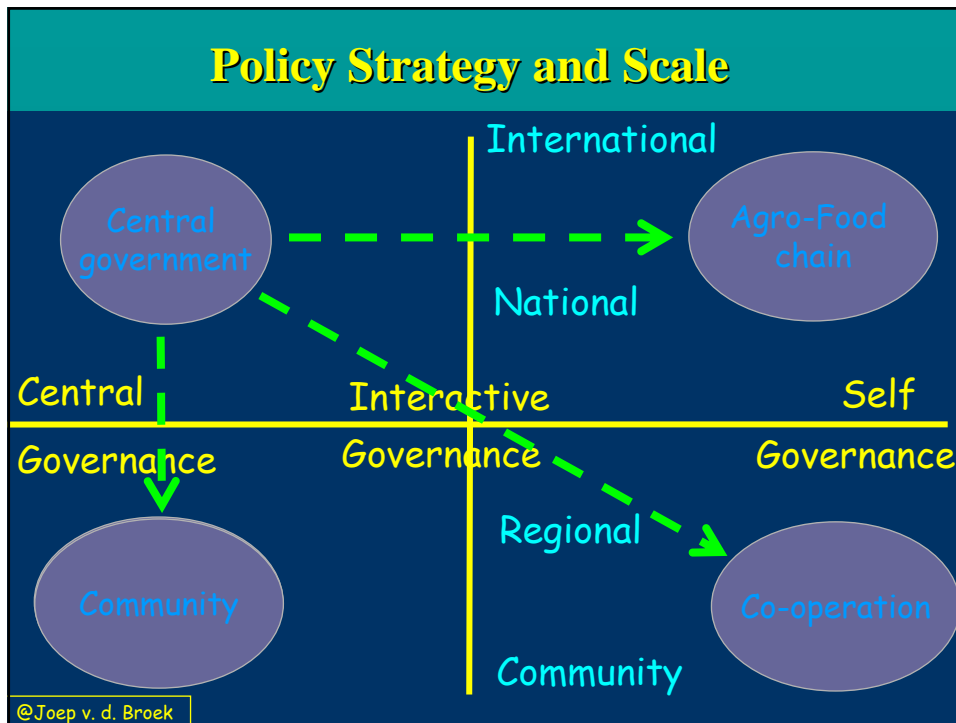 Policy Strategy and Scale
International
Central
government
Agro-Food
chain
National
Central
Interactive
Self
Governance
Governance
Governance
Regional
Community
Co-operation
Community
@Joep v. d. Broek